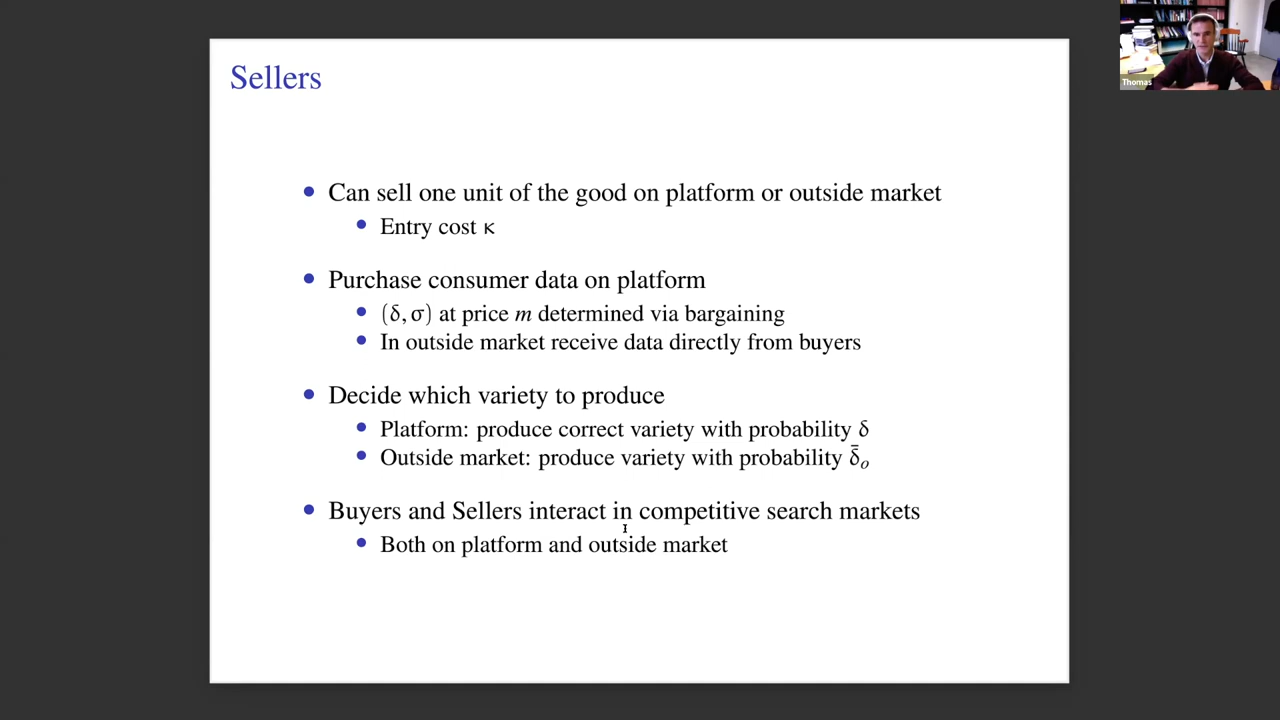 Sellers
Thomas
• Can sell one unit of the good on platform or outside market
• Entry cost κ
• Purchase consumer data on platform
• (δ, σ) at price m determined via bargaining
• In outside market receive data directly from buyers
• Decide which variety to produce
• Platform: produce correct variety with probability δ
• Outside market: produce variety with probability δ̄ₒ
• Buyers and Sellers interact in competitive search markets
• Both on platform and outside market